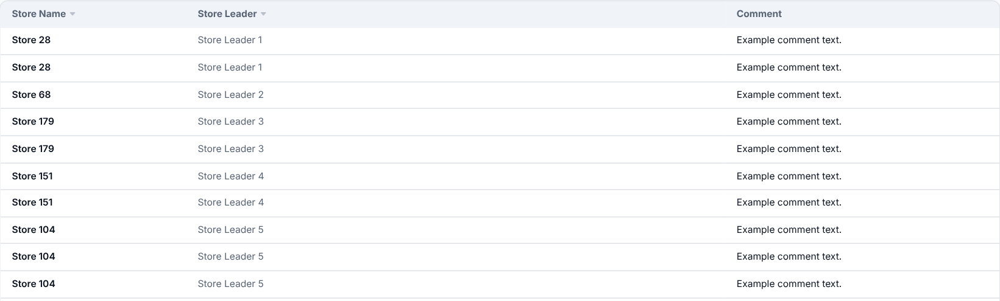 Store Name Store Leader Comment
Store 28 Store Leader 1 Example comment text.
Store 28 Store Leader 1 Example comment text.
Store 68 Store Leader 2 Example comment text.
Store 179 Store Leader 3 Example comment text.
Store 179 Store Leader 3 Example comment text.
Store 151 Store Leader 4 Example comment text.
Store 151 Store Leader 4 Example comment text.
Store 104 Store Leader 5 Example comment text.
Store 104 Store Leader 5 Example comment text.
Store 104 Store Leader 5 Example comment text.